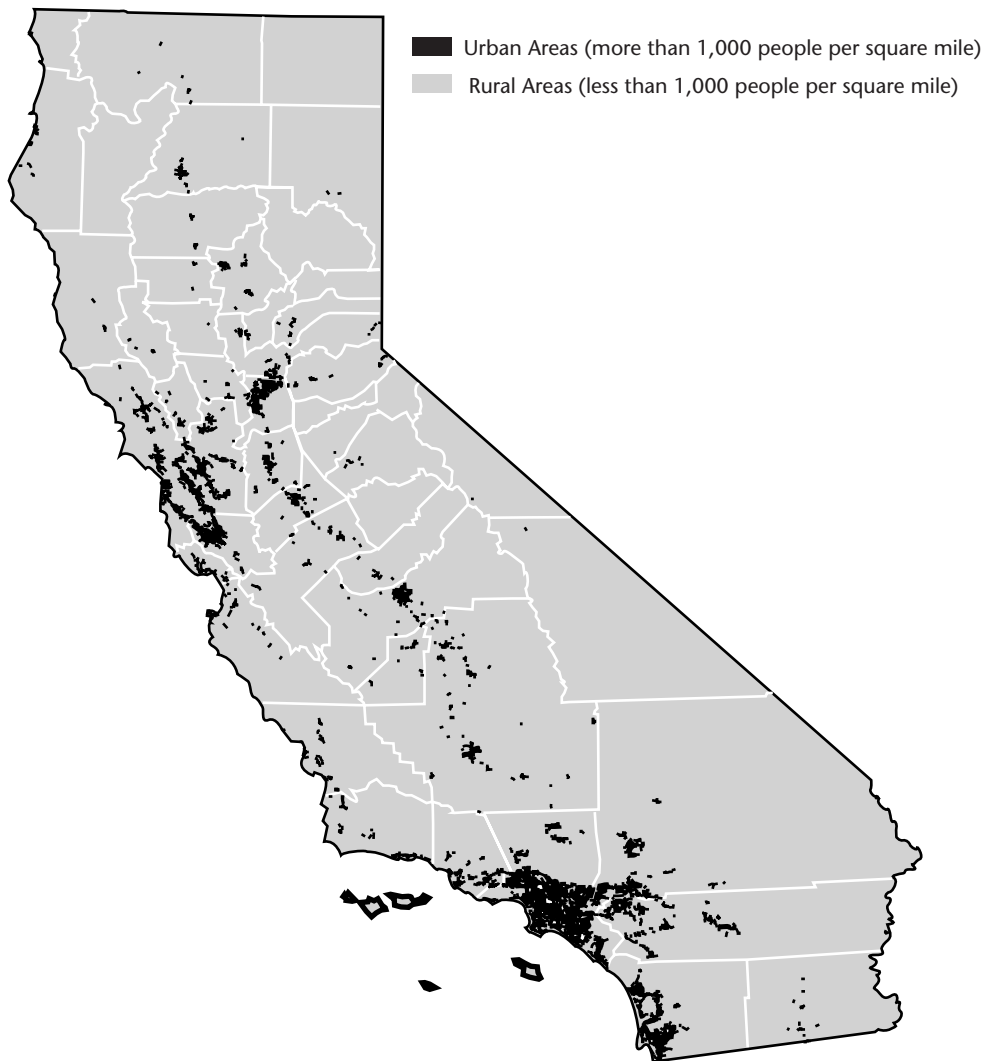 Urban Areas (more than 1,000 people per square mile)
Rural Areas (less than 1,000 people per square mile)